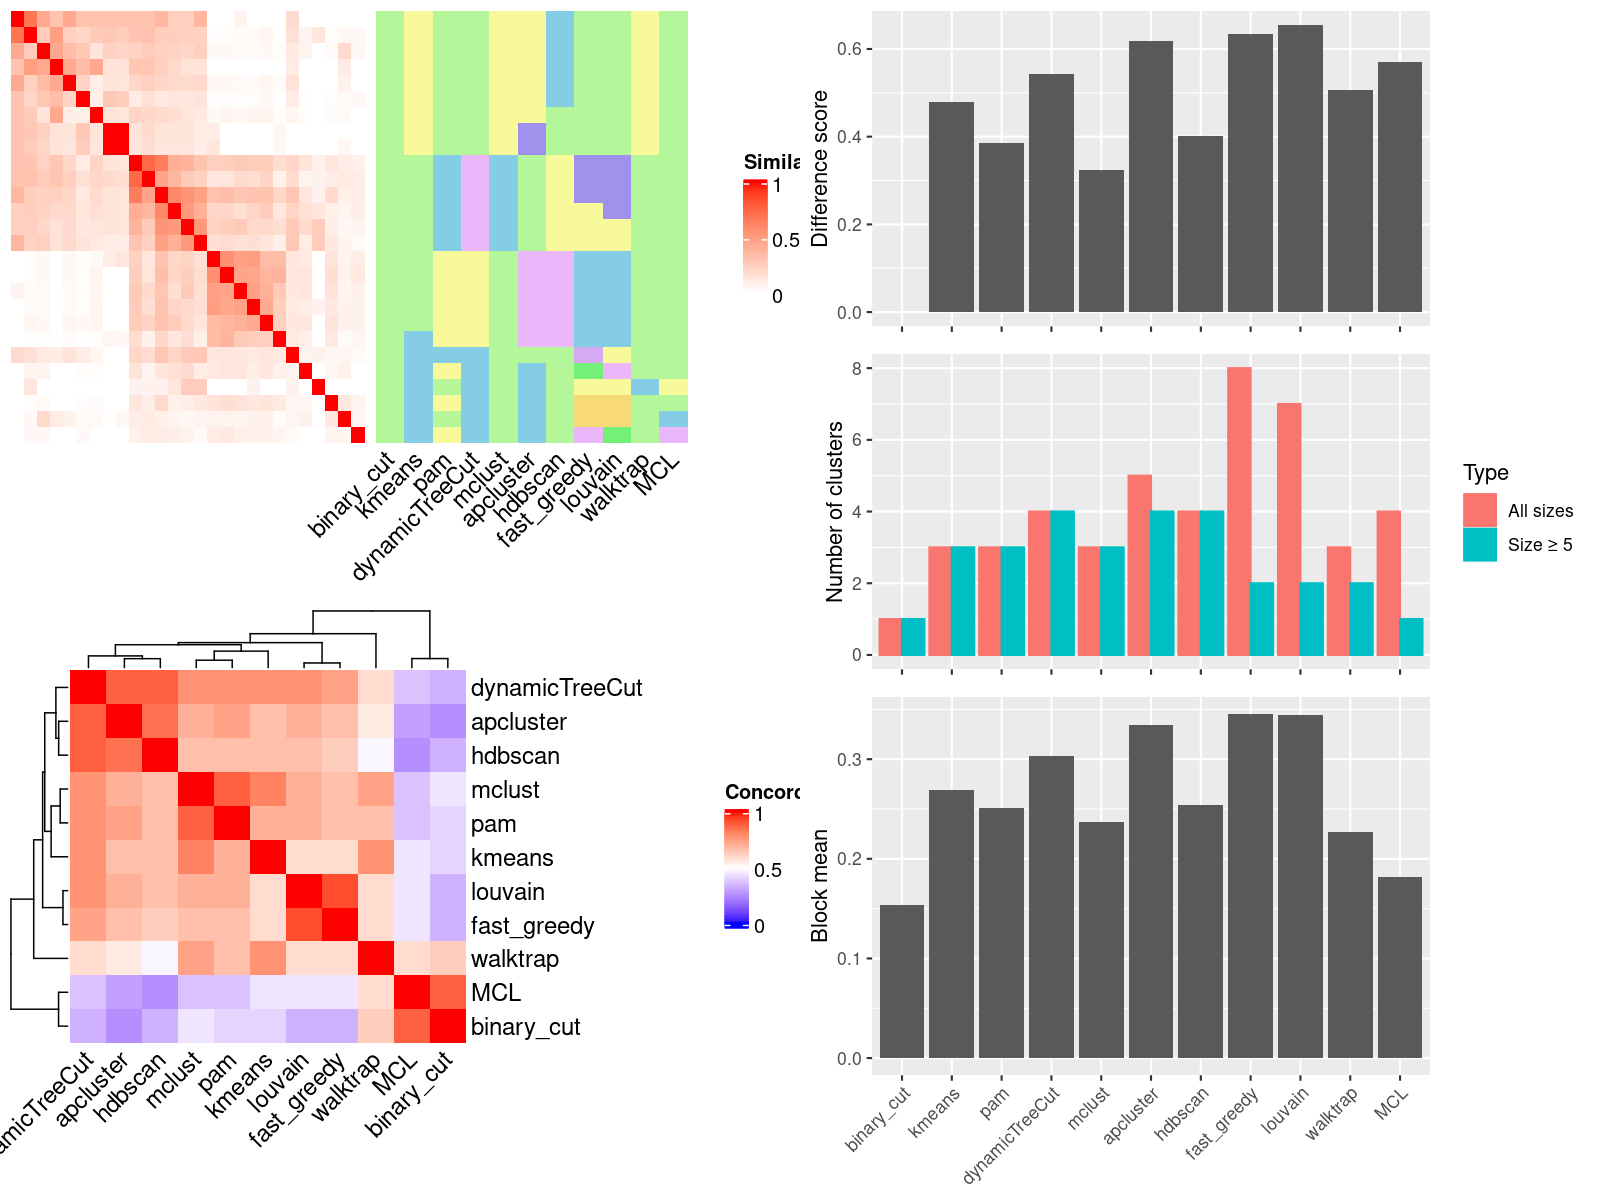 Simila
1
0.5
0
binary_cut
kmeans
pam
dynamicTreeCut
mclust
apcluster
hdbscan
fast_greedy
louvain
walktrap
MCL
dynamicTreeCut
apcluster
hdbscan
mclust
pam
kmeans
louvain
fast_greedy
walktrap
MCL
binary_cut
amicTreeCut
apcluster
hdbscan
mclust
pam
kmeans
louvain
fast_greedy
walktrap
MCL
binary_cut
Concord
1
0.5
0
Difference score
0.6
0.4
0.2
0.0
Number of clusters
8
6
4
2
0
Type
All sizes
Size ≥ 5
Block mean
0.3
0.2
0.1
0.0
binary_cut
kmeans
pam
dynamicTreeCut
mclust
apcluster
hdbscan
fast_greedy
louvain
walktrap
MCL